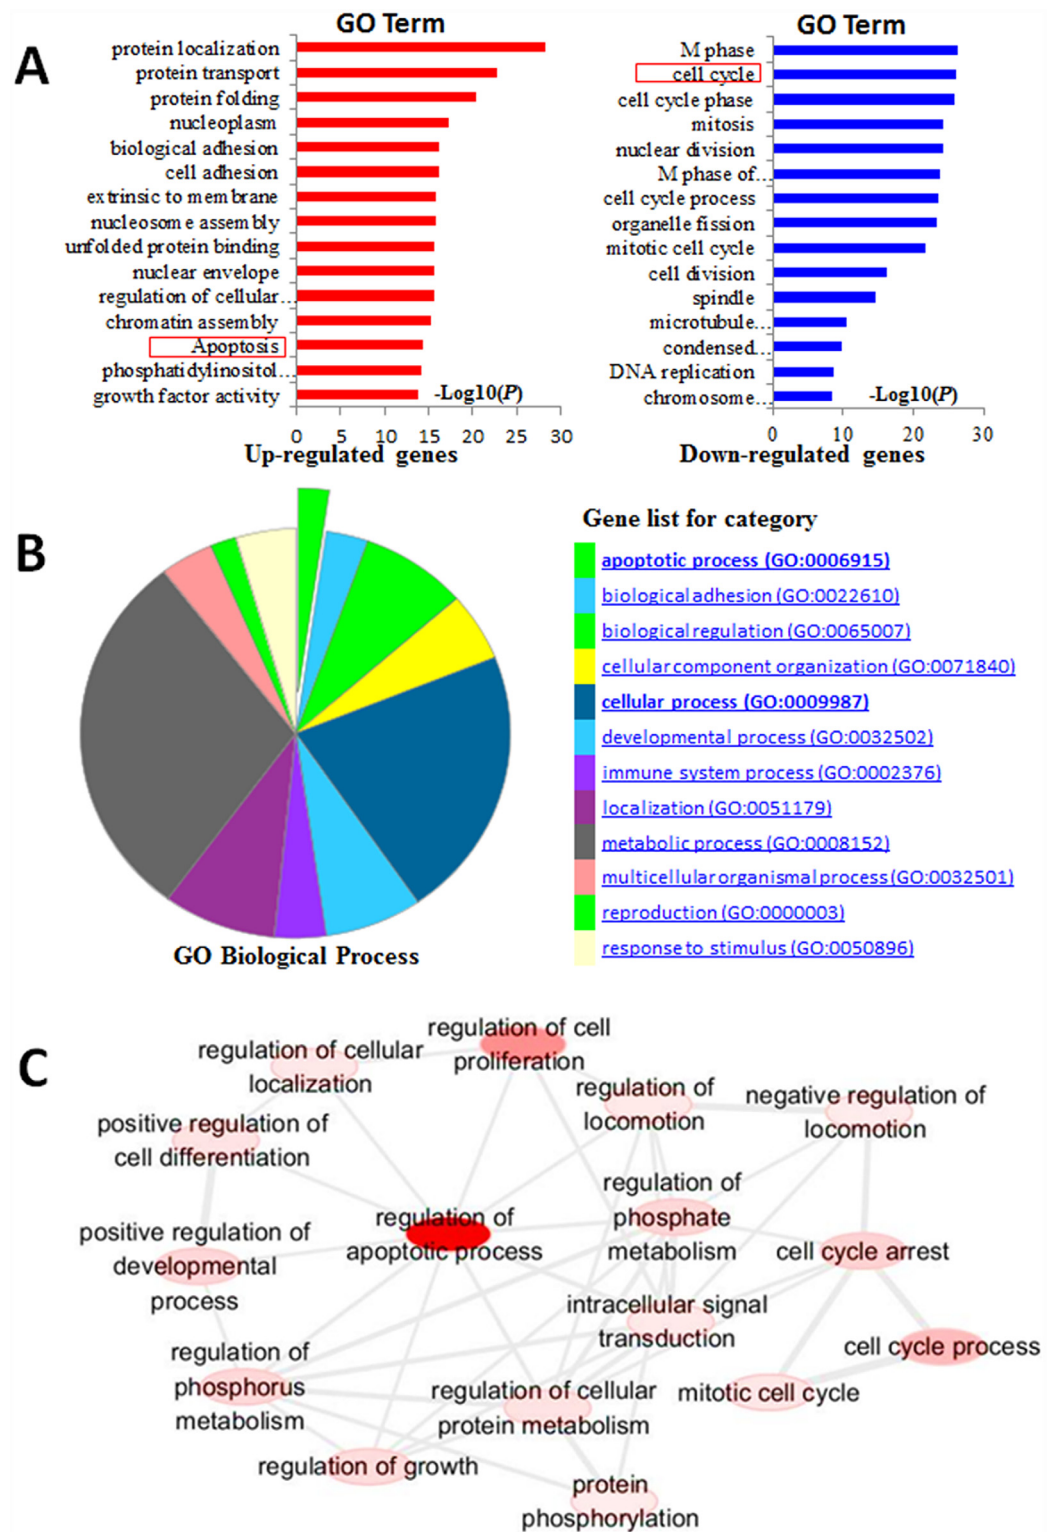 A
GO Term
protein localization
protein transport
protein folding
nucleoplasm
biological adhesion
cell adhesion
extrinsic to membrane
nucleosome assembly
unfolded protein binding
nuclear envelope
regulation of cellular...
chromatin assembly
Apoptosis
phosphatidylinositol...
growth factor activity
-Log10(P)
0 5 10 15 20 25 30
Up-regulated genes
GO Term
M phase
cell cycle
cell cycle phase
mitosis
nuclear division
M phase of...
cell cycle process
organelle fission
mitotic cell cycle
cell division
spindle
microtubule...
condensed...
DNA replication
chromosome...
-Log10(P)
0 10 20 30
Down-regulated genes
B
GO Biological Process
Gene list for category
apoptotic process (GO:0006915)
biological adhesion (GO:0022610)
biological regulation (GO:0065007)
cellular component organization (GO:0071840)
cellular process (GO:0009987)
developmental process (GO:0032502)
immune system process (GO:0002376)
localization (GO:0051179)
metabolic process (GO:0008152)
multicellular organismal process (GO:0032501)
reproduction (GO:0000003)
response to stimulus (GO:0050896)
C
regulation of cell
proliferation
regulation of cellular
localization
regulation of
locomotion
negative regulation of
locomotion
positive regulation of
cell differentiation
regulation of
phosphate
metabolism
regulation of
apoptotic process
positive regulation of
developmental
process
cell cycle arrest
intracellular signal
transduction
cell cycle process
regulation of
phosphorus
metabolism
regulation of cellular
protein metabolism
mitotic cell cycle
regulation of growth
protein
phosphorylation